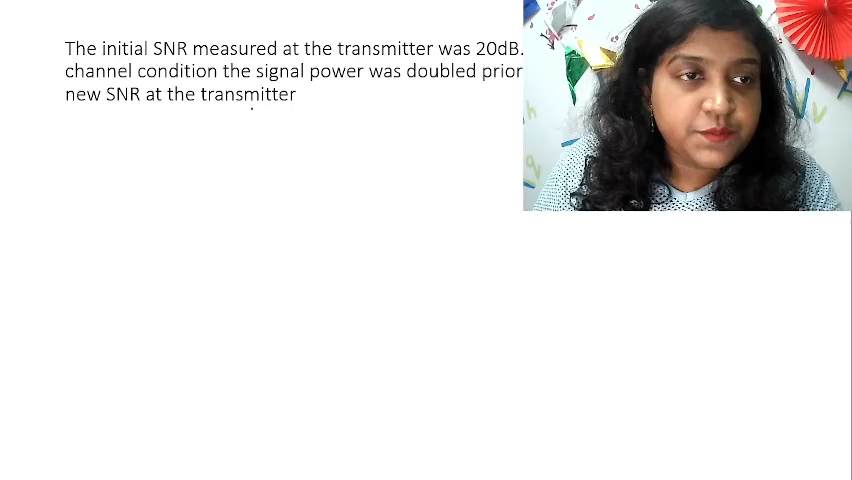 The initial SNR measured at the transmitter was 20dB.
channel condition the signal power was doubled prior
new SNR at the transmitter